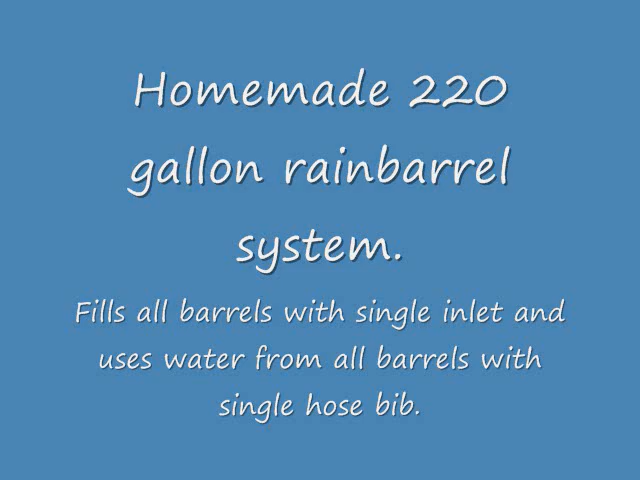 Homemade 220
gallon rainbarrel
system.
Fills all barrels with single inlet and
uses water from all barrels with
single hose bib.